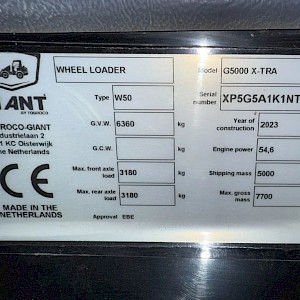 ANT
BY TOBROCO
ROCO-GIANT
ndustrielaan 2
1 KC Oisterwijk
he Netherlands
CE
MADE IN THE
NETHERLANDS
WHEEL LOADER
Model G5000 X-TRA
Type W50
Serial number XP5G5A1K1NT
G.V.W. 6360 kg
Year of construction 2023
G.C.W. kg
Engine power 54,6
Max. front axle load 3180 kg
Shipping mass 5000
Max. rear axle load 3180 kg
Max. gross mass 7700
Approval EBE